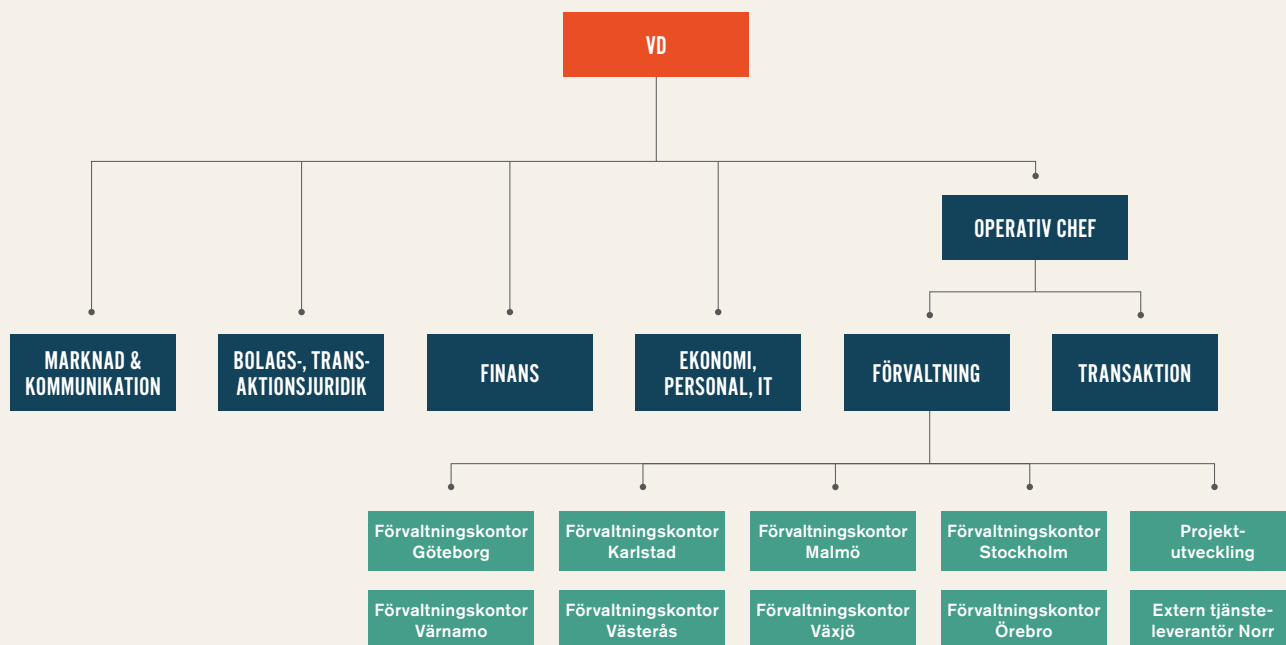 VD
OPERATIV CHEF
MARKNAD &
KOMMUNIKATION
BOLAGS-, TRANS-
AKTIONSJURIDIK
FINANS
EKONOMI,
PERSONAL, IT
FÖRVALTNING
TRANSAKTION
Förvaltningskontor
Göteborg
Förvaltningskontor
Karlstad
Förvaltningskontor
Malmö
Förvaltningskontor
Stockholm
Projekt-
utveckling
Förvaltningskontor
Värnamo
Förvaltningskontor
Västerås
Förvaltningskontor
Växjö
Förvaltningskontor
Örebro
Extern tjänste-
leverantör Norr